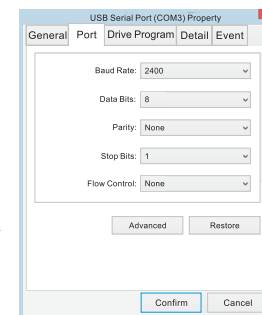 USB Serial Port (COM3) Property
General Port Drive Program Detail Event
Baud Rate: 2400
Data Bits: 8
Parity: None
Stop Bits: 1
Flow Control: None
Advanced Restore
Confirm Cancel